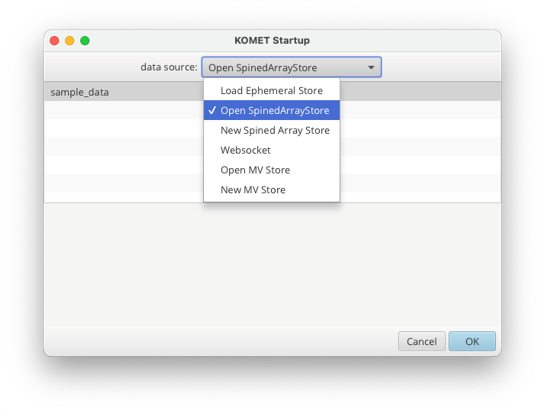 KOMET Startup
data source: Open SpinedArrayStore
sample_data
Load Ephemeral Store
✓ Open SpinedArrayStore
New Spined Array Store
Websocket
Open MV Store
New MV Store
Cancel OK